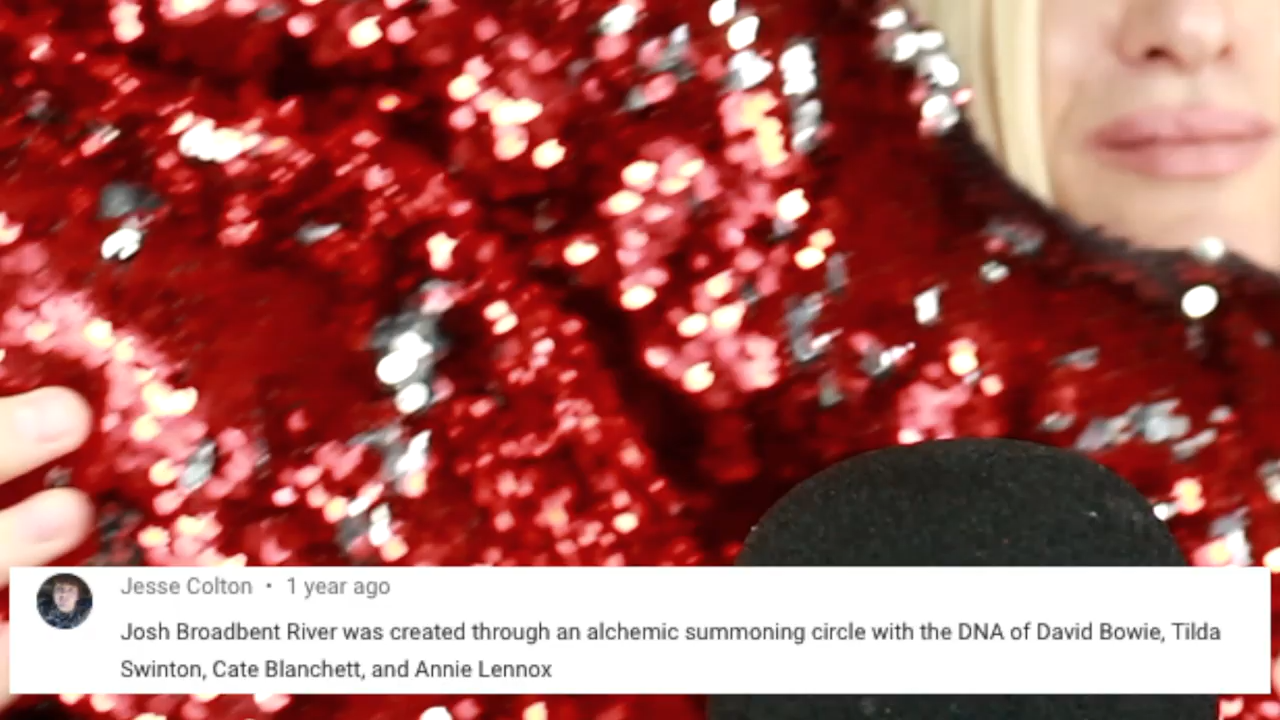 Jesse Colton • 1 year ago
Josh Broadbent River was created through an alchemic summoning circle with the DNA of David Bowie, Tilda
Swinton, Cate Blanchett, and Annie Lennox